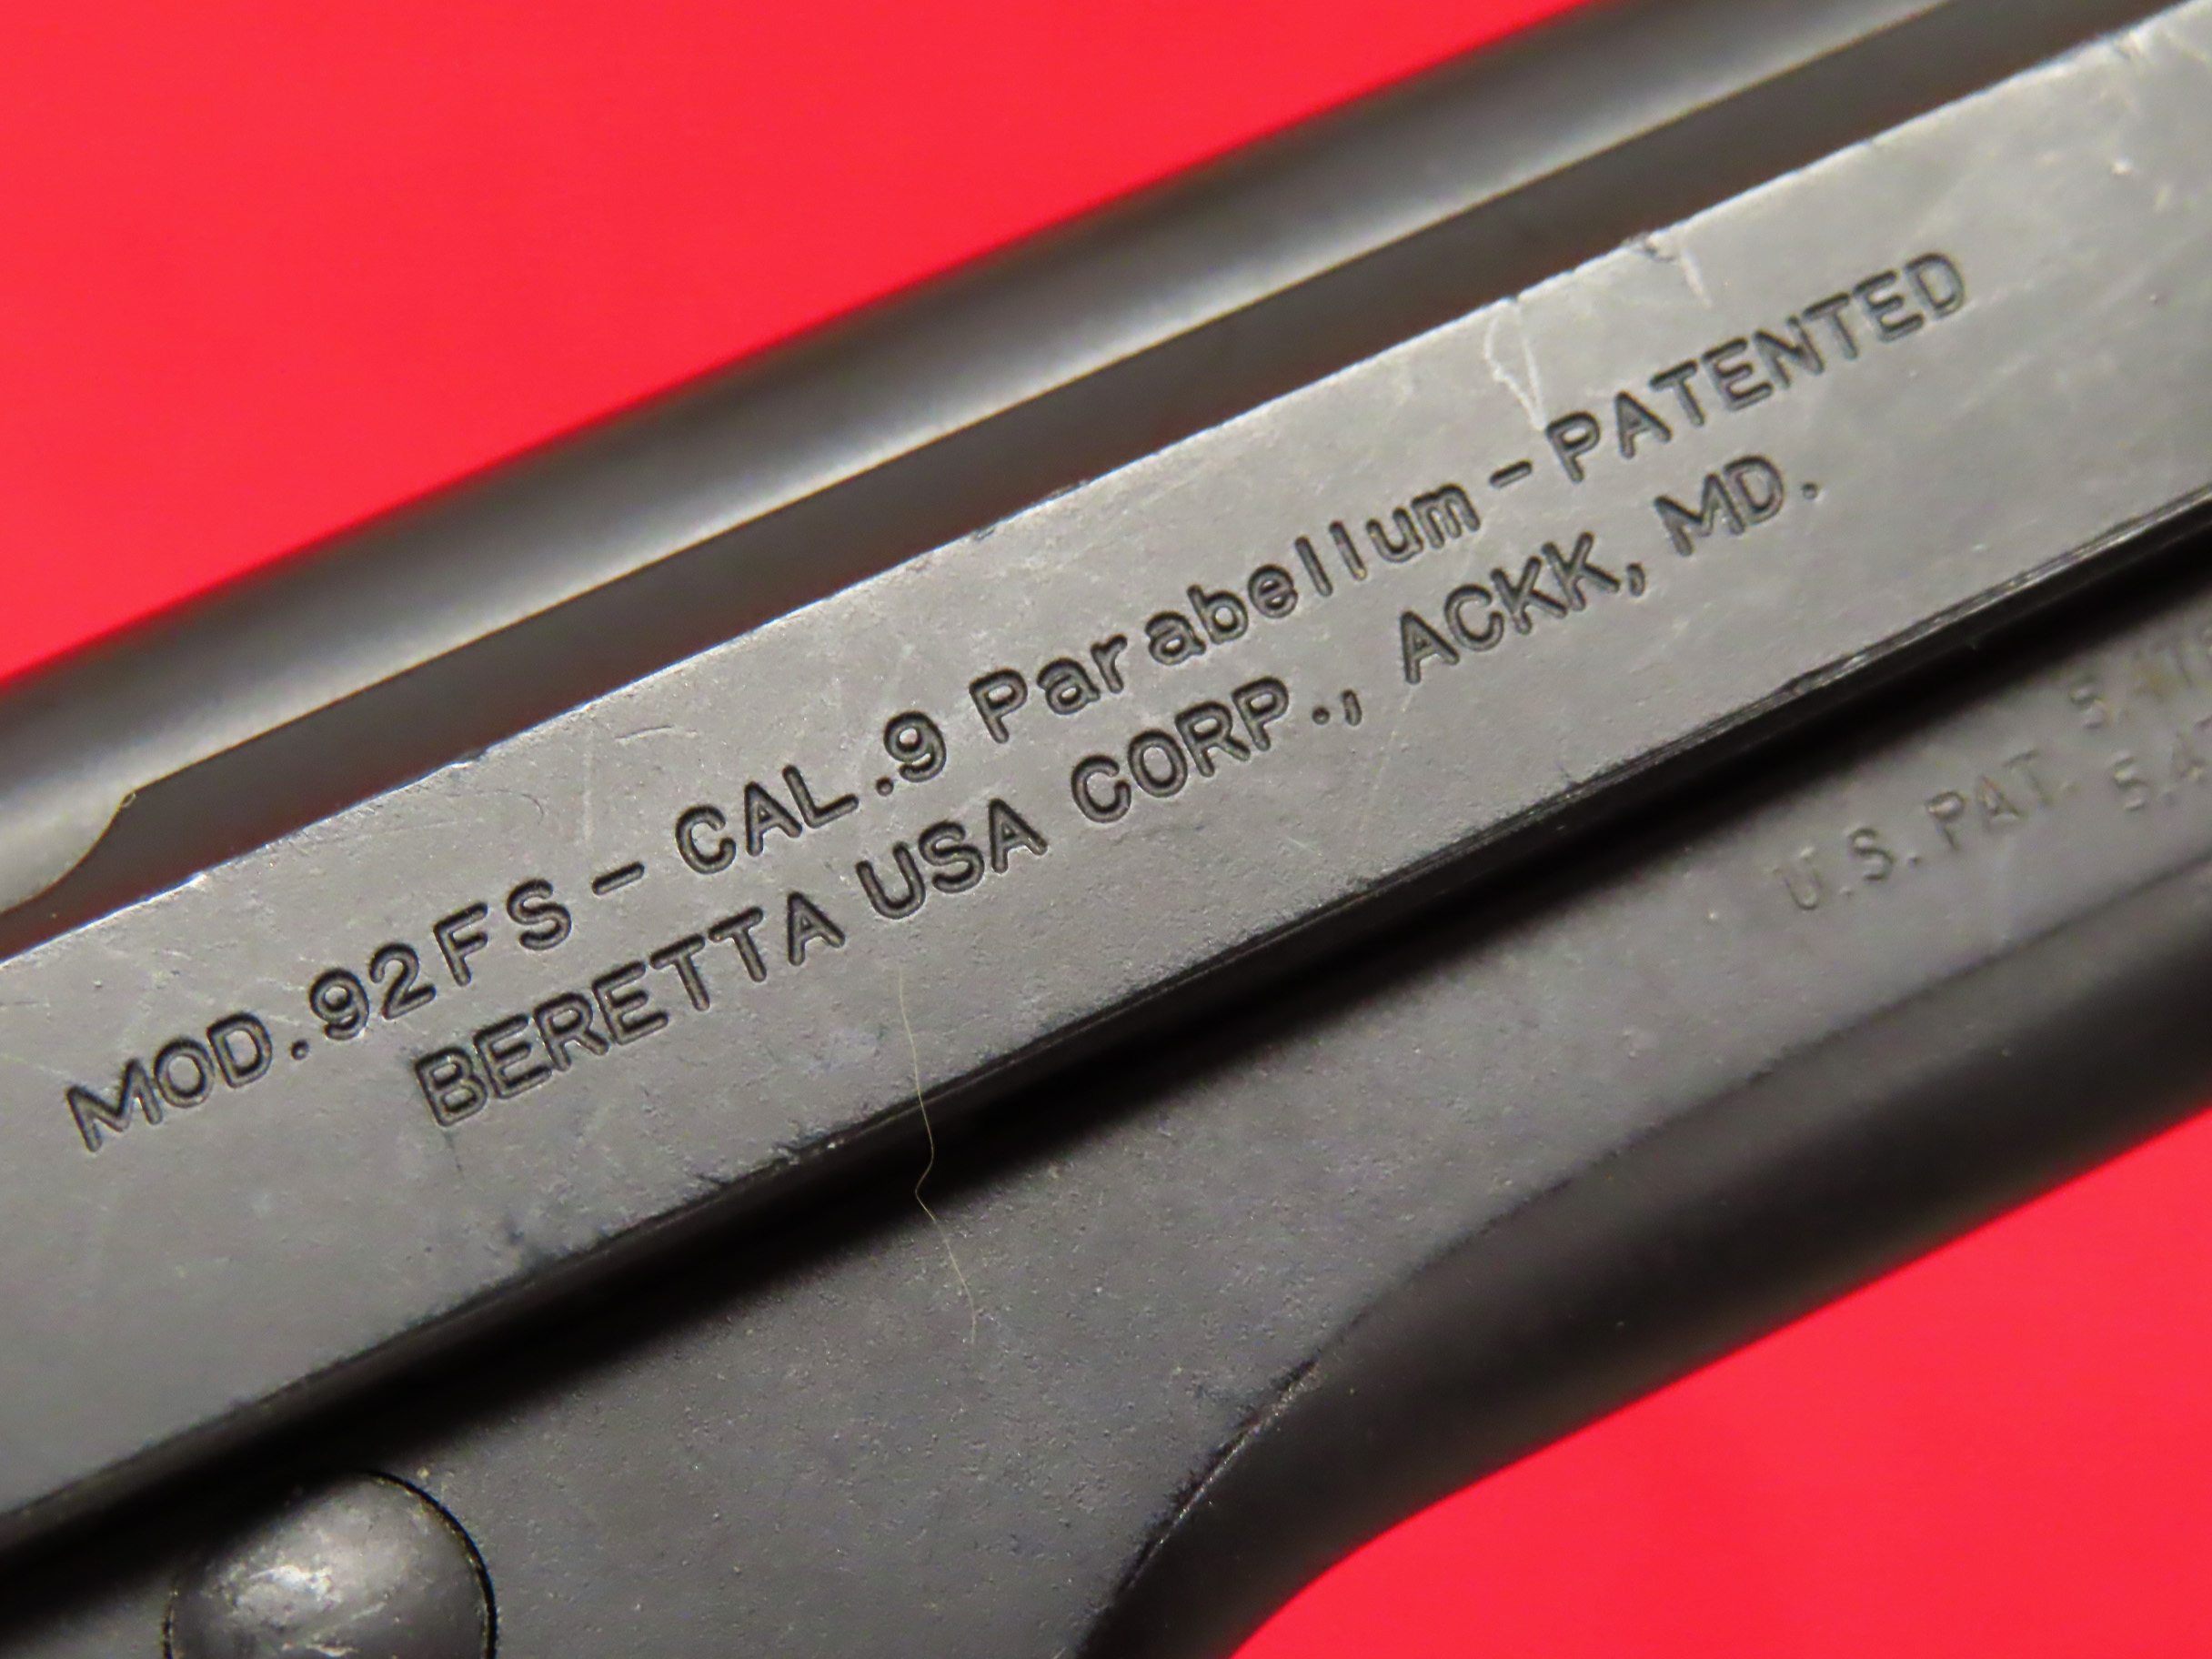 MOD.92FS-CAL.9 Parabellum-PATENTED
BERETTA USA CORP., ACKK, MD.
U.S. PAT.